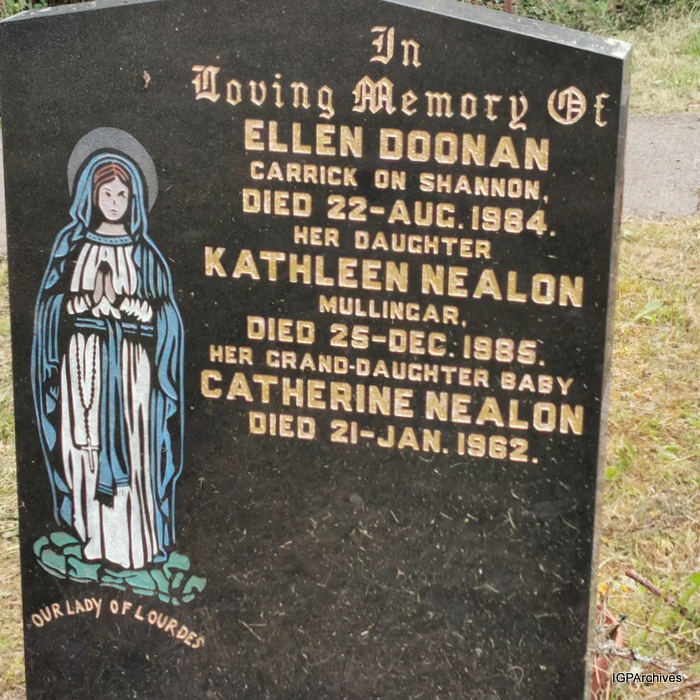 In
Loving Memory Of
ELLEN DOONAN
CARRICK ON SHANNON,
DIED 22-AUG. 1984.
HER DAUGHTER
KATHLEEN NEALON
MULLINGAR,
DIED 25-DEC. 1985.
HER GRAND-DAUGHTER BABY
CATHERINE NEALON
DIED 21-JAN. 1962.
OUR LADY OF LOURDES
IGPArchives